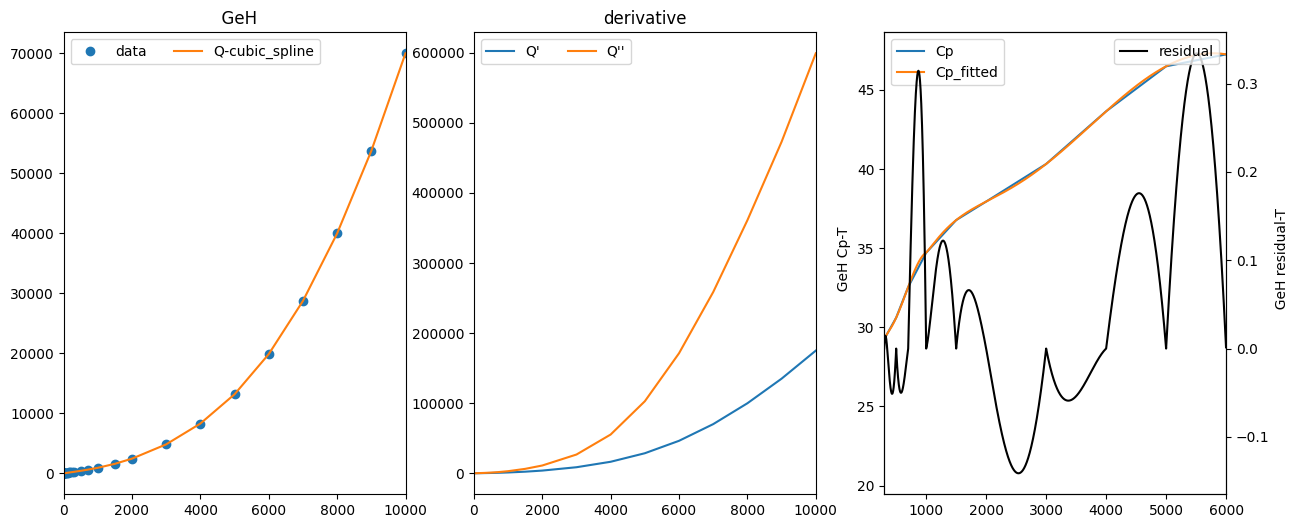 GeH
data
Q-cubic_spline
70000
60000
50000
40000
30000
20000
10000
0
0 2000 4000 6000 8000 10000
derivative
Q'
Q''
600000
500000
400000
300000
200000
100000
0
0 2000 4000 6000 8000 10000
Cp
Cp_fitted
residual
GeH Cp-T
45
40
35
30
25
20
1000 2000 3000 4000 5000 6000
0.3
0.2
0.1
0.0
−0.1
GeH residual-T